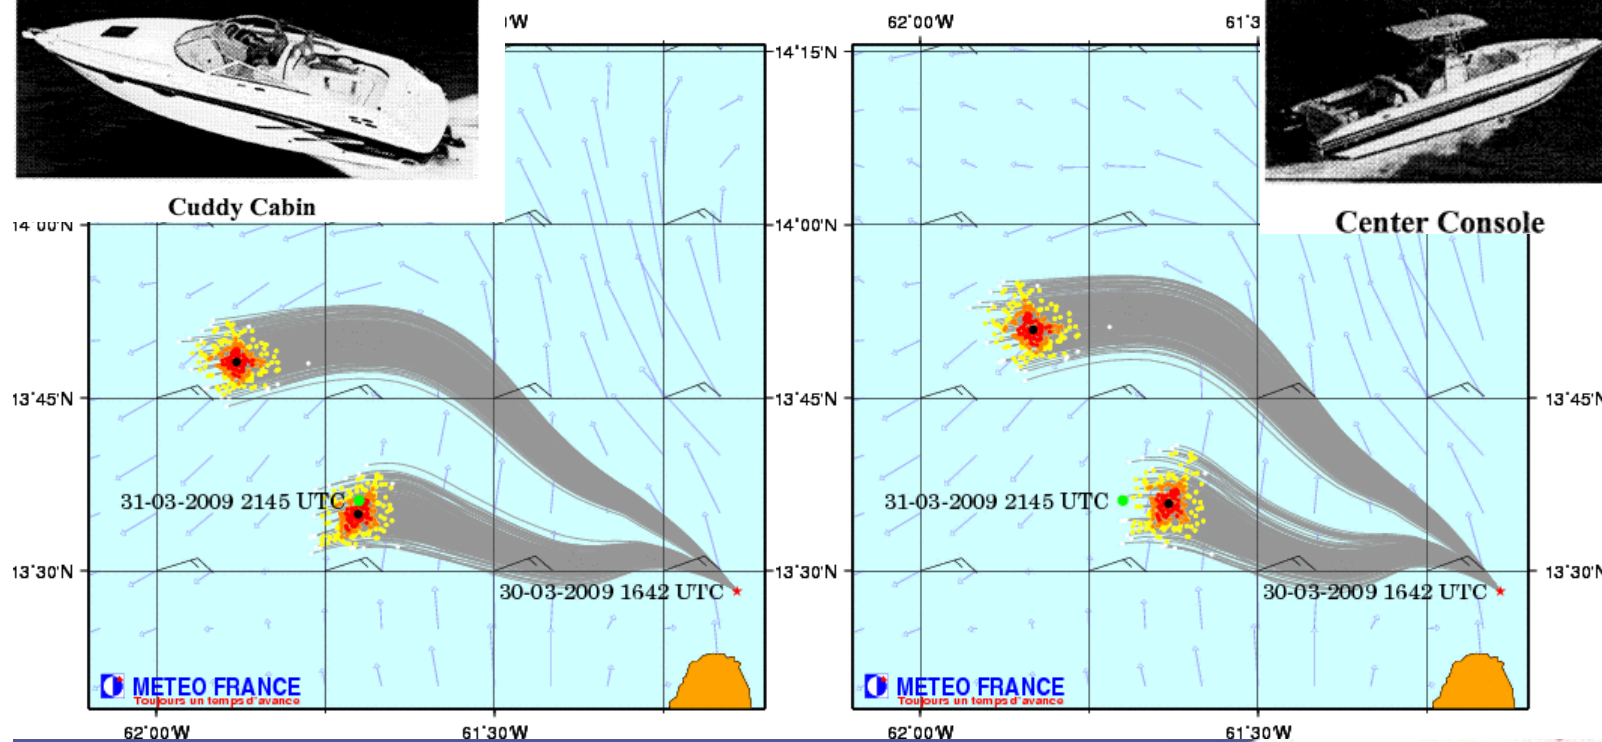 0'W
62°00'W
61°3
14°15'N
Cuddy Cabin
Center Console
14°00'N
14°00'N
13°45'N
13°45'N
13°45'N
31-03-2009 2145 UTC
31-03-2009 2145 UTC
13°30'N
13°30'N
13°30'N
30-03-2009 1642 UTC
30-03-2009 1642 UTC
METEO FRANCE
Toujours un temps d'avance
METEO FRANCE
Toujours un temps d'avance
62°00'W
61°30'W
62°00'W
61°30'W